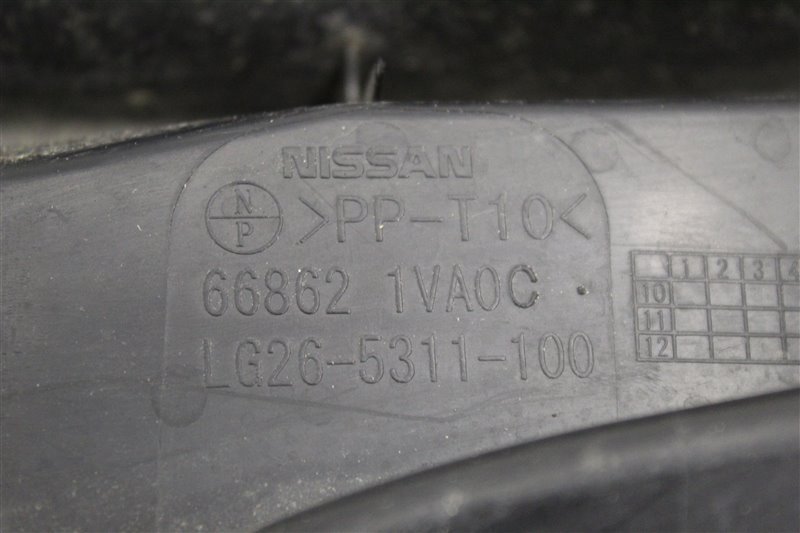 NISSAN
N
P
>PP-T10<
66862 1VA0C
LG26-5311-100
1 2 3 4
10
11
12